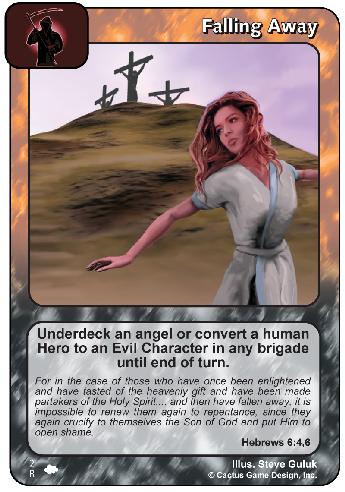 Falling Away
Underdeck an angel or convert a human
Hero to an Evil Character in any brigade
until end of turn.
For in the case of those who have once been enlightened
and have tasted of the heavenly gift and have been made
partakers of the Holy Spirit.... and then have fallen away, it is
impossible to renew them again to repentance, since they
again crucify to themselves the Son of God and put Him to
open shame.
Hebrews 6:4,6
2
R
Illus. Steve Guluk
© Cactus Game Design, Inc.